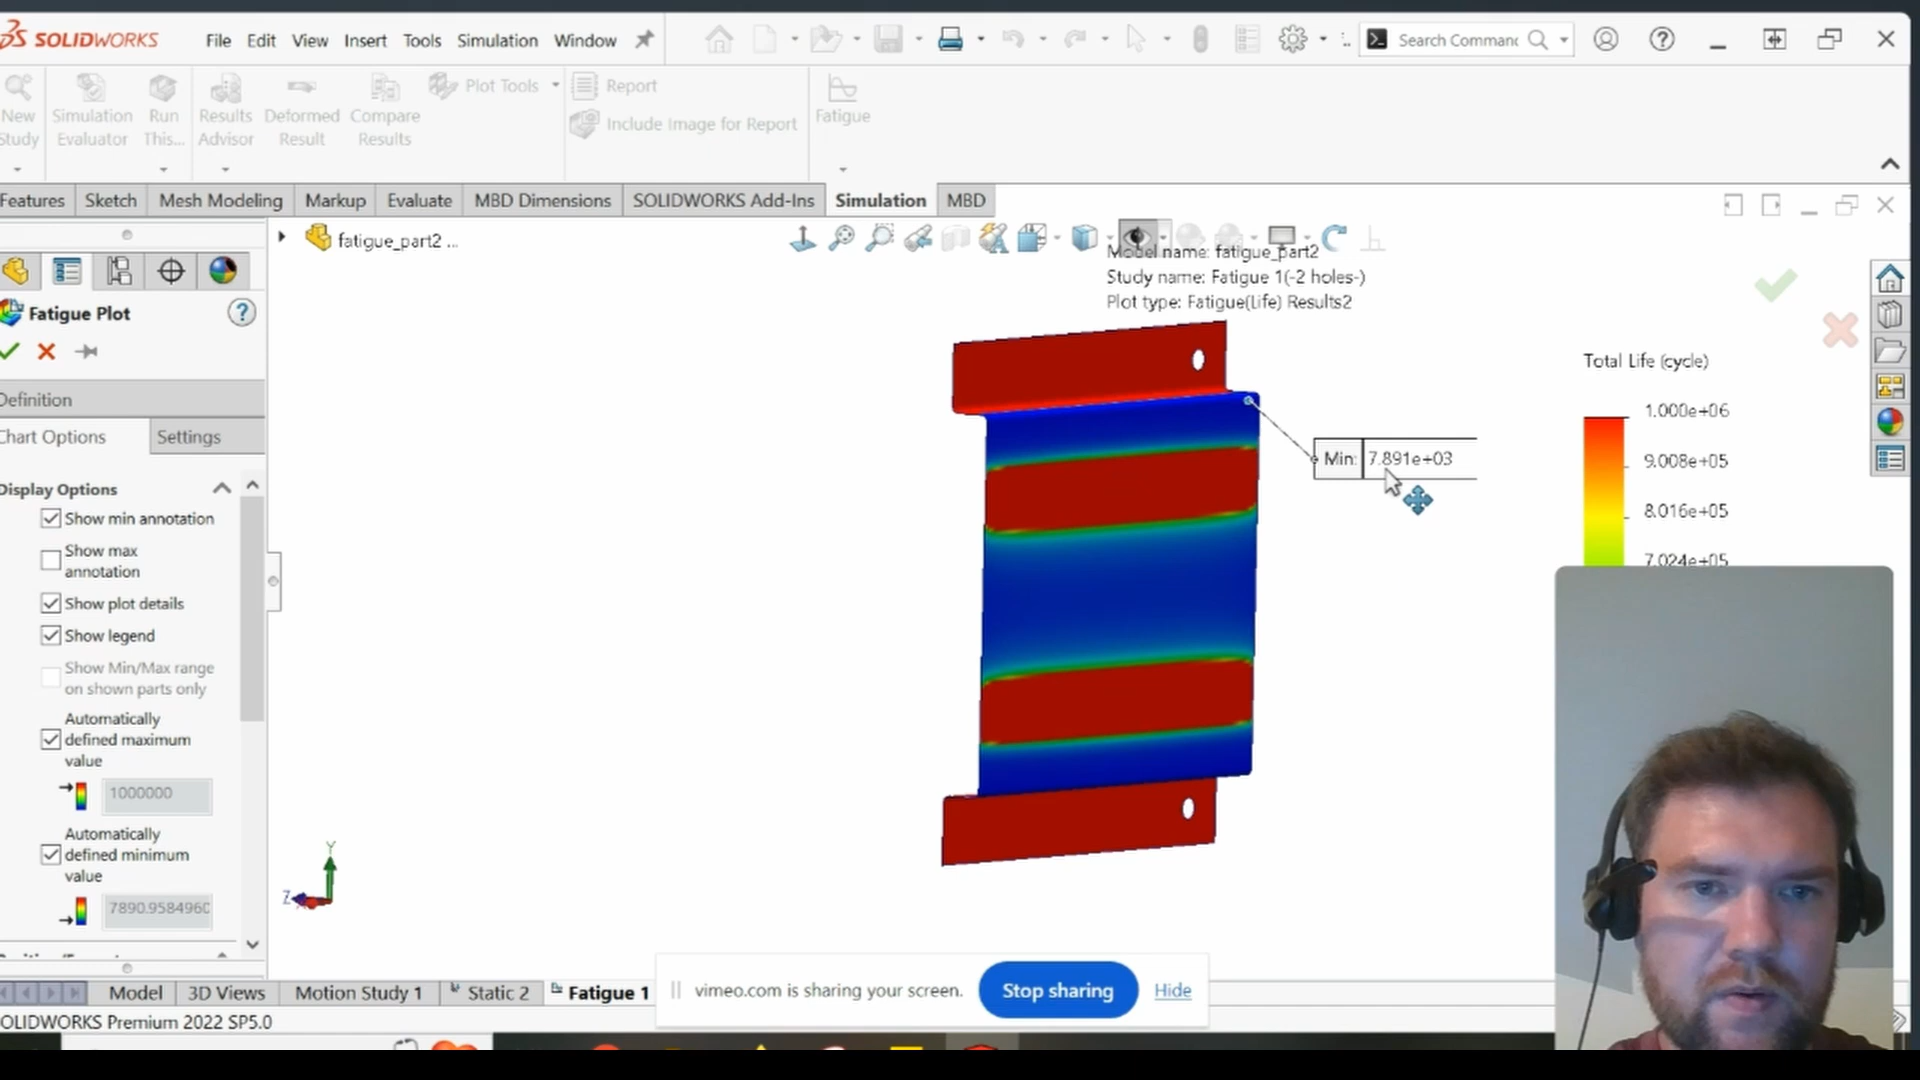 SOLIDWORKS File Edit View Insert Tools Simulation Window Search Comman
New Study
Simulation Evaluator
Run This...
Results Advisor
Deformed Result
Compare Results
Plot Tools
Report
Include Image for Report
Fatigue
Features Sketch Mesh Modeling Markup Evaluate MBD Dimensions SOLIDWORKS Add-Ins Simulation MBD
fatigue_part2 ...
Model name: fatigue_part2
Study name: Fatigue 1(-2 holes-)
Plot type: Fatigue(Life) Results2
Fatigue Plot
Definition
Chart Options Settings
Display Options
Show min annotation
Show max
annotation
Show plot details
Show legend
Show Min/Max range
on shown parts only
Automatically
defined maximum
value
1000000
Automatically
defined minimum
value
7890.9584960
Min: 7.891e+03
Total Life (cycle)
1.000e+06
9.008e+05
8.016e+05
7.024e+05
Y
Z
vimeo.com is sharing your screen. Stop sharing Hide
Model 3D Views Motion Study 1 Static 2 Fatigue 1
OLIDWORKS Premium 2022 SP5.0